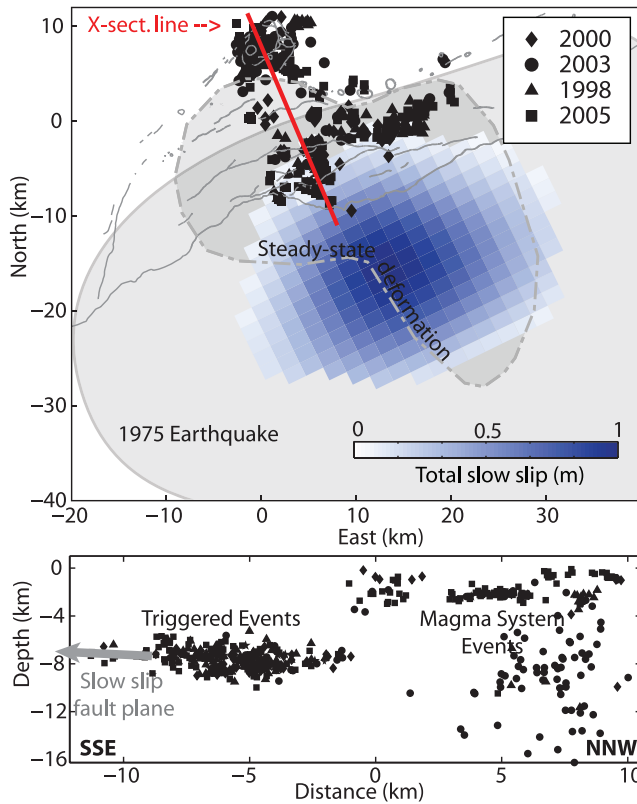 X-sect. line -->
2000
2003
1998
2005
10
0
−10
−20
−30
−40
North (km)
Steady-state
deformation
1975 Earthquake
0 0.5 1
Total slow slip (m)
−20 −10 0 10 20 30
East (km)
0
−4
−8
−12
−16
Depth (km)
Triggered Events
Magma System
Events
Slow slip
fault plane
SSE NNW
−10 −5 0 5 10
Distance (km)